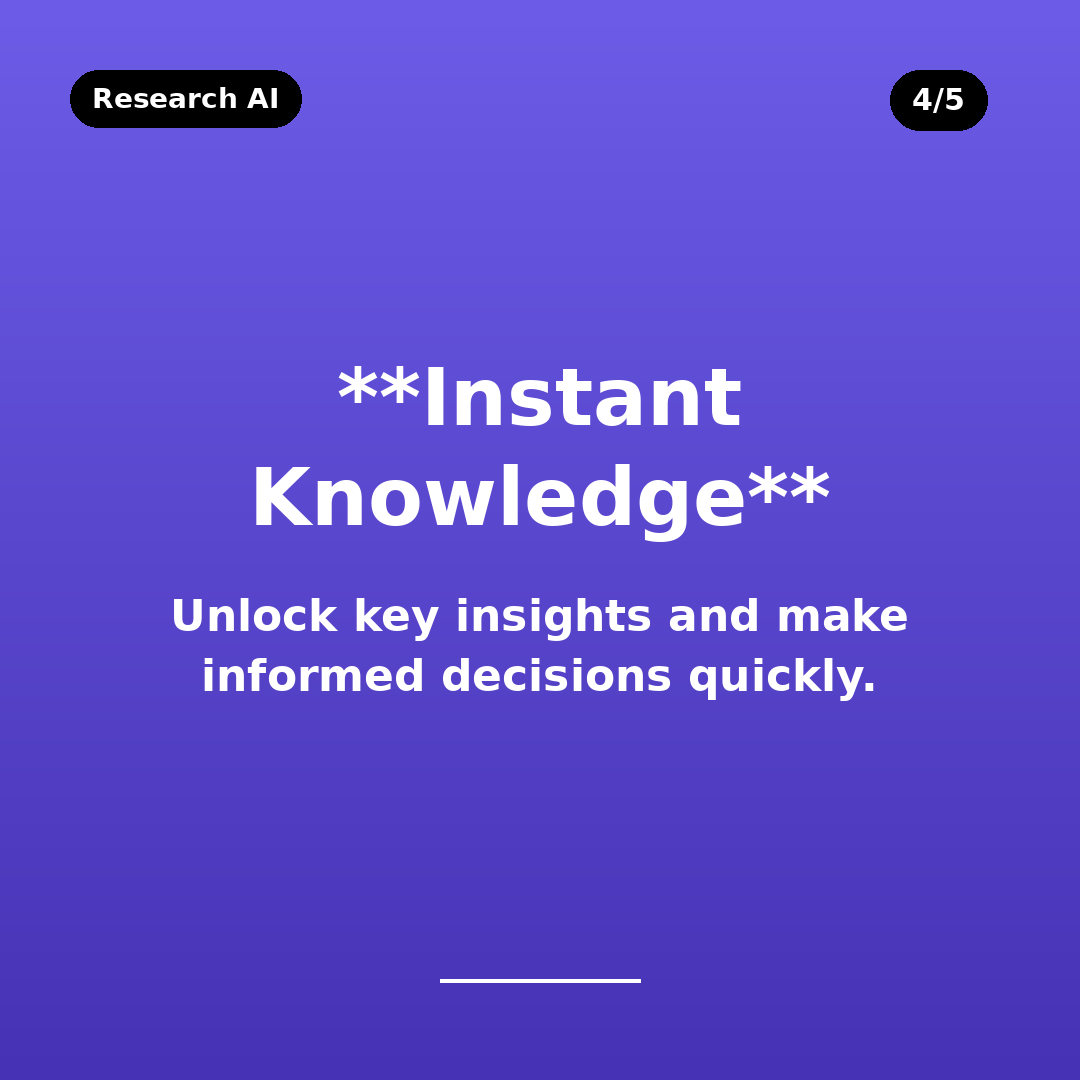 Research AI
4/5
**Instant
Knowledge**
Unlock key insights and make
informed decisions quickly.